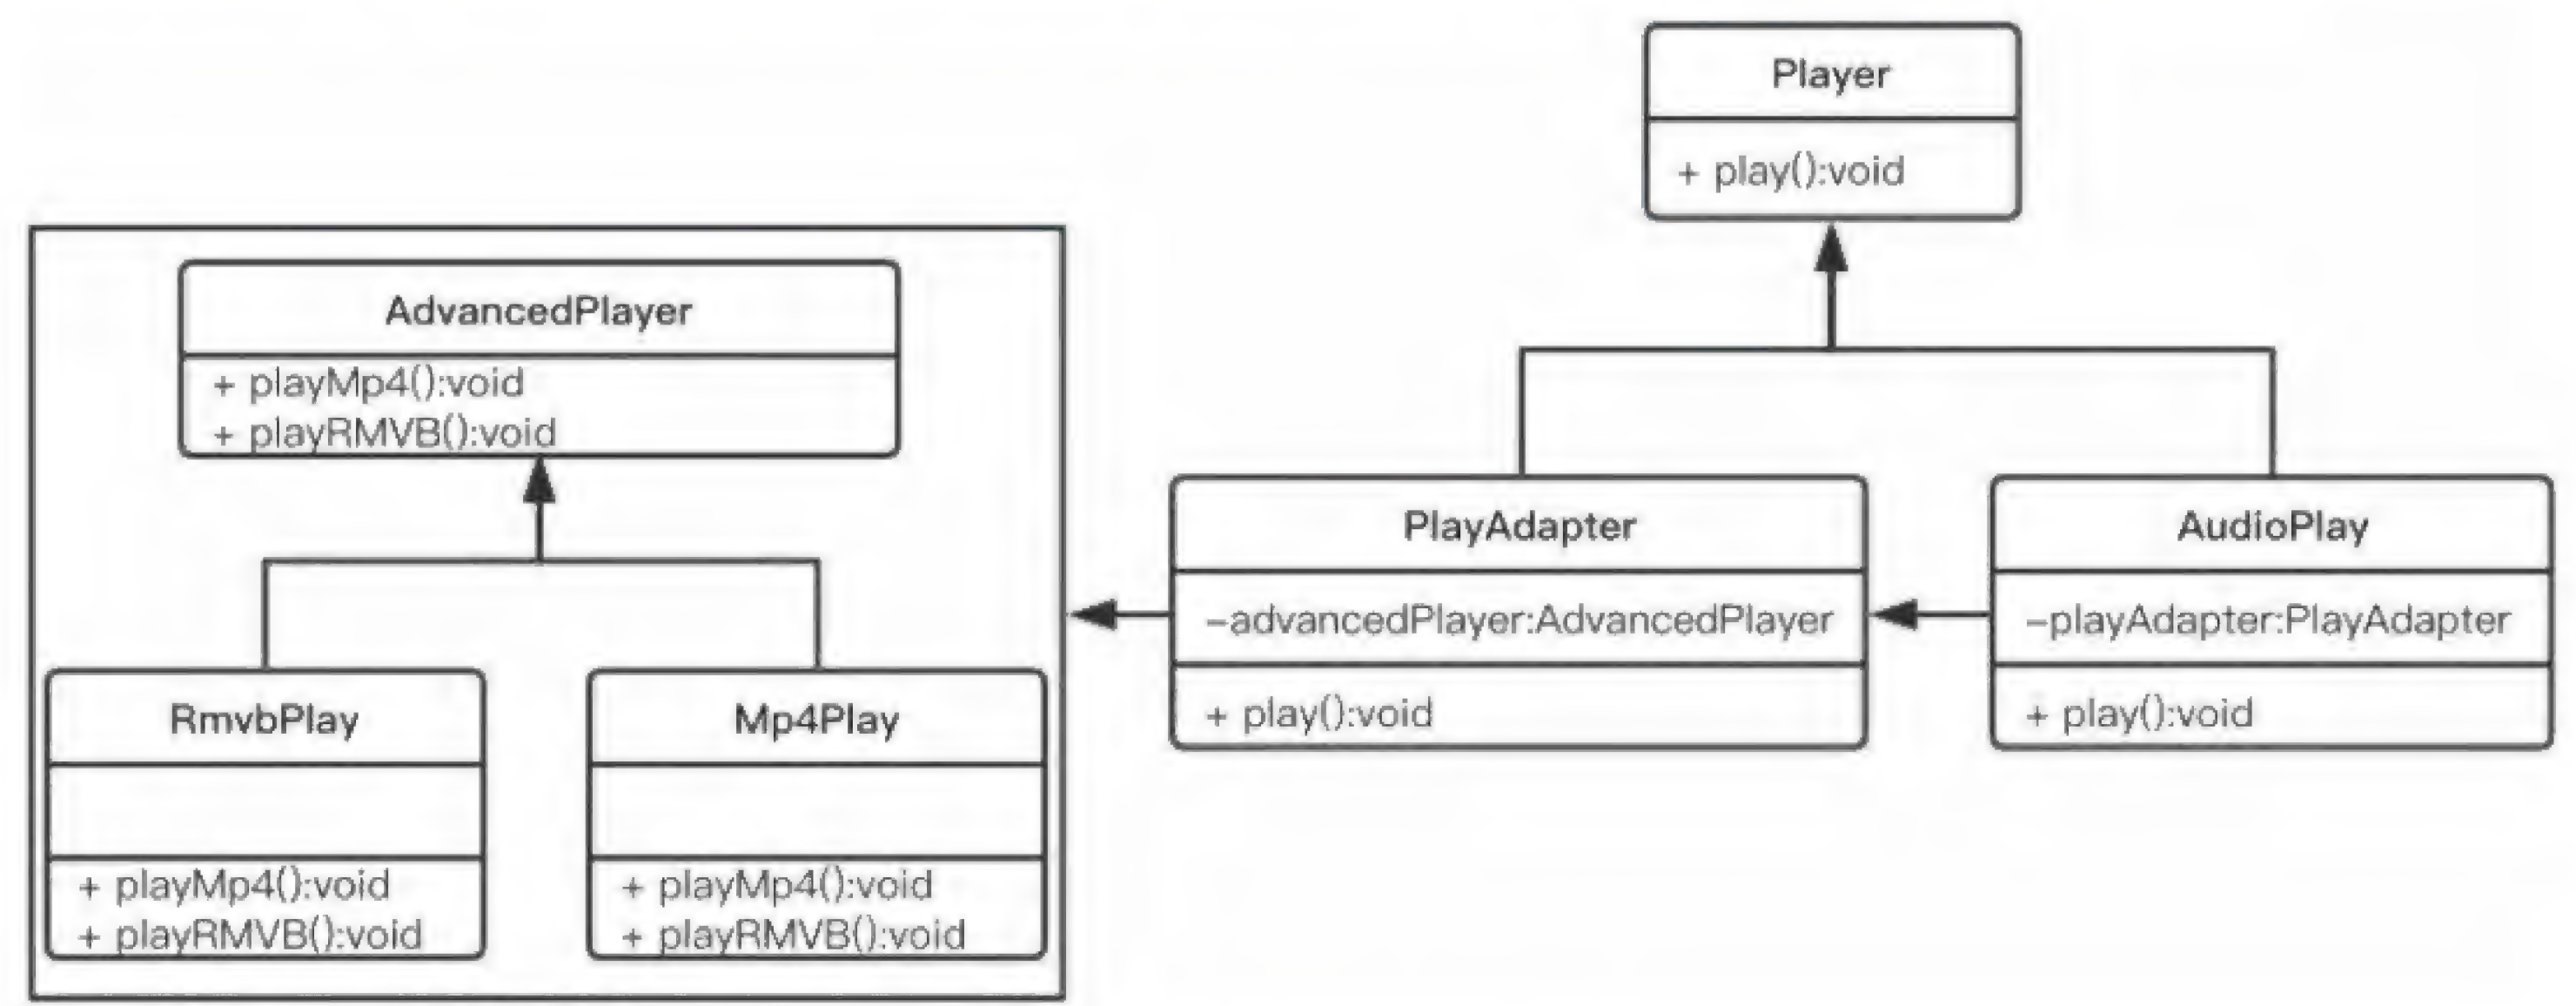 Player
+ play():void
AdvancedPlayer
+ playMp4():void
+ playRMVB():void
PlayAdapter
–advancedPlayer:AdvancedPlayer
+ play():void
AudioPlay
–playAdapter:PlayAdapter
+ play():void
RmvbPlay
+ playMp4():void
+ playRMVB():void
Mp4Play
+ playMp4():void
+ playRMVB():void